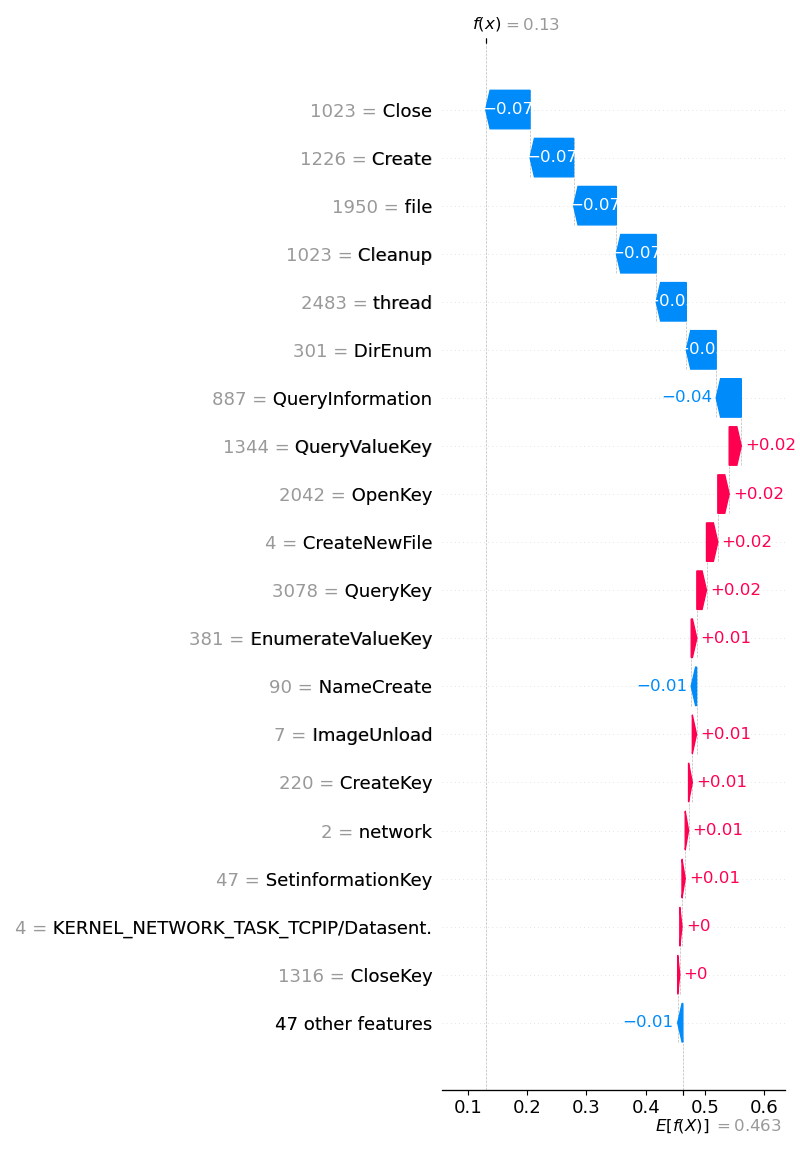 f(x) = 0.13
1023 = Close −0.07
1226 = Create −0.07
1950 = file −0.07
1023 = Cleanup −0.07
2483 = thread
301 = DirEnum
887 = QueryInformation −0.04
1344 = QueryValueKey +0.02
2042 = OpenKey +0.02
4 = CreateNewFile +0.02
3078 = QueryKey +0.02
381 = EnumerateValueKey +0.01
90 = NameCreate −0.01
7 = ImageUnload +0.01
220 = CreateKey +0.01
2 = network +0.01
47 = SetinformationKey +0.01
4 = KERNEL_NETWORK_TASK_TCPIP/Datasent. +0
1316 = CloseKey +0
47 other features −0.01
0.1 0.2 0.3 0.4 0.5 0.6
E[f(X)] = 0.463